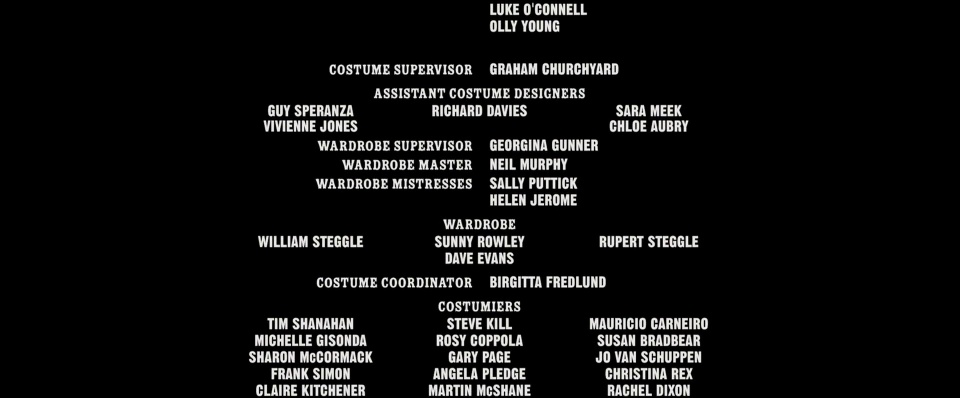 LUKE O'CONNELL
OLLY YOUNG
COSTUME SUPERVISOR GRAHAM CHURCHYARD
ASSISTANT COSTUME DESIGNERS
GUY SPERANZA RICHARD DAVIES SARA MEEK
VIVIENNE JONES CHLOE AUBRY
WARDROBE SUPERVISOR GEORGINA GUNNER
WARDROBE MASTER NEIL MURPHY
WARDROBE MISTRESSES SALLY PUTTICK
HELEN JEROME
WARDROBE
WILLIAM STEGGLE SUNNY ROWLEY RUPERT STEGGLE
DAVE EVANS
COSTUME COORDINATOR BIRGITTA FREDLUND
COSTUMIERS
TIM SHANAHAN STEVE KILL MAURICIO CARNEIRO
MICHELLE GISONDA ROSY COPPOLA SUSAN BRADBEAR
SHARON McCORMACK GARY PAGE JO VAN SCHUPPEN
FRANK SIMON ANGELA PLEDGE CHRISTINA REX
CLAIRE KITCHENER MARTIN McSHANE RACHEL DIXON